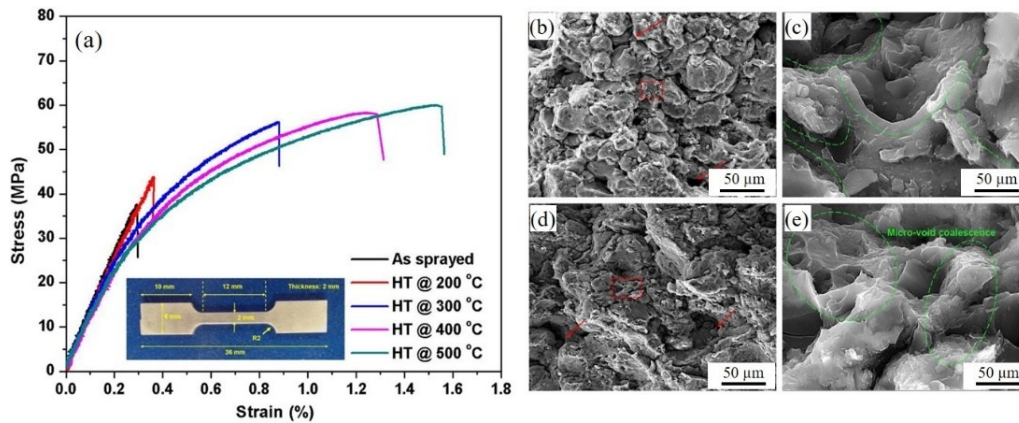 (a)
80
70
60
50
40
30
20
10
0
Stress (MPa)
As sprayed
HT @ 200 °C
HT @ 300 °C
HT @ 400 °C
HT @ 500 °C
10 mm
12 mm
Thickness: 2 mm
6 mm
2 mm
R2
36 mm
0.0 0.2 0.4 0.6 0.8 1.0 1.2 1.4 1.6 1.8
Strain (%)
(b)
50 µm
(c)
50 µm
(d)
50 µm
(e)
Micro-void coalescence
50 µm